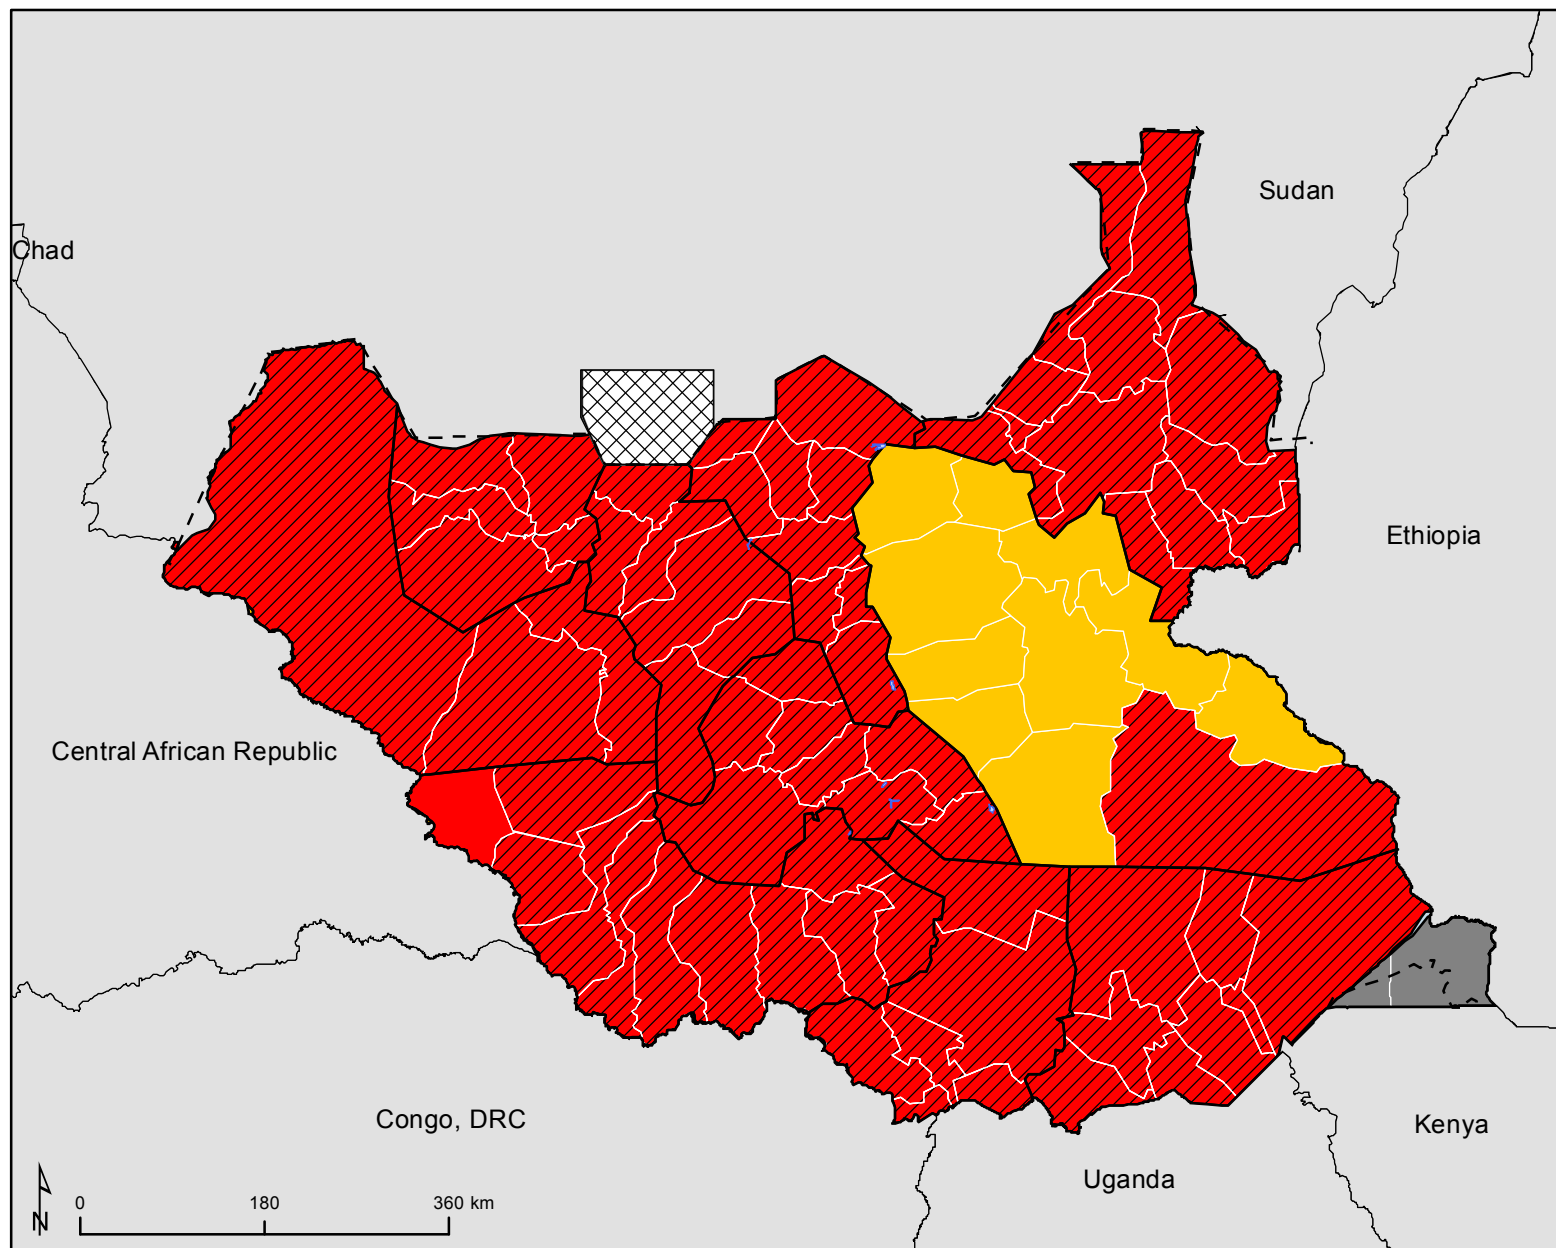 Sudan
Chad
Ethiopia
Central African Republic
Congo, DRC
Kenya
Uganda
N
0 180 360 km